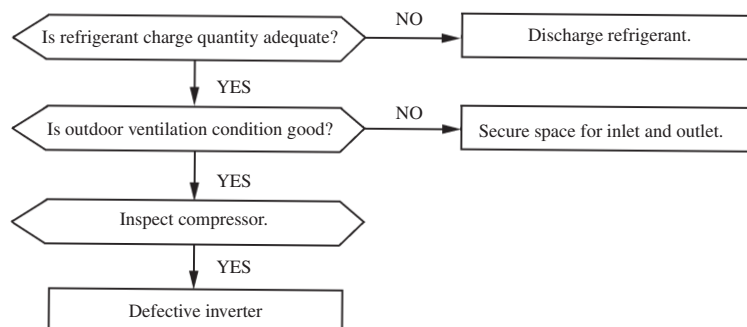 Is refrigerant charge quantity adequate?
NO
Discharge refrigerant.
YES
Is outdoor ventilation condition good?
NO
Secure space for inlet and outlet.
YES
Inspect compressor.
YES
Defective inverter